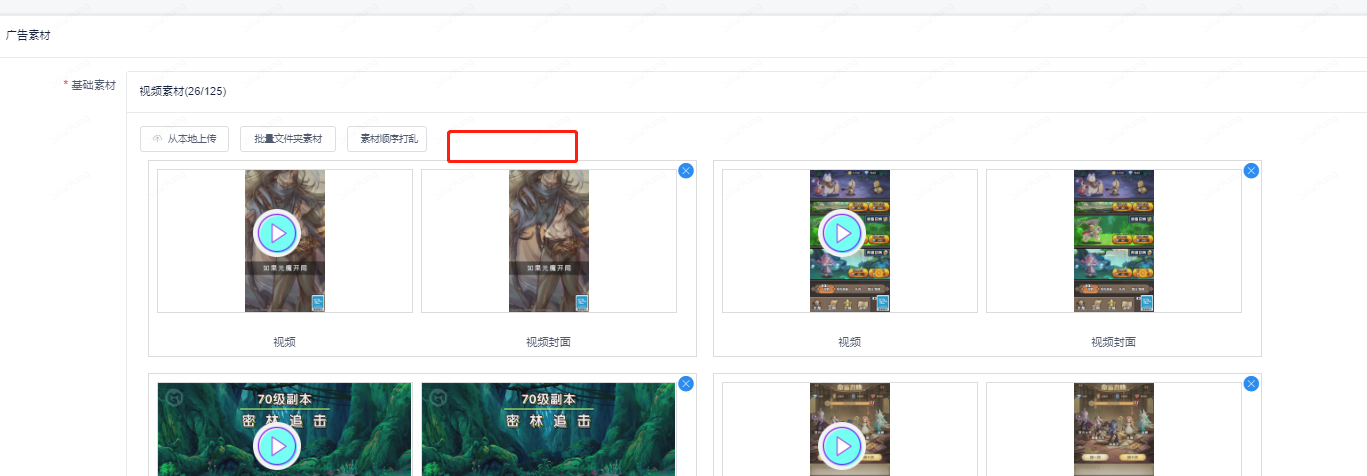 广告素材
* 基础素材
视频素材(26/125)
从本地上传 批量文件夹素材 素材顺序打乱
如果光魔开局 如果光魔开局
视频 视频封面 视频 视频封面
70级副本 70级副本
密林追击 密林追击